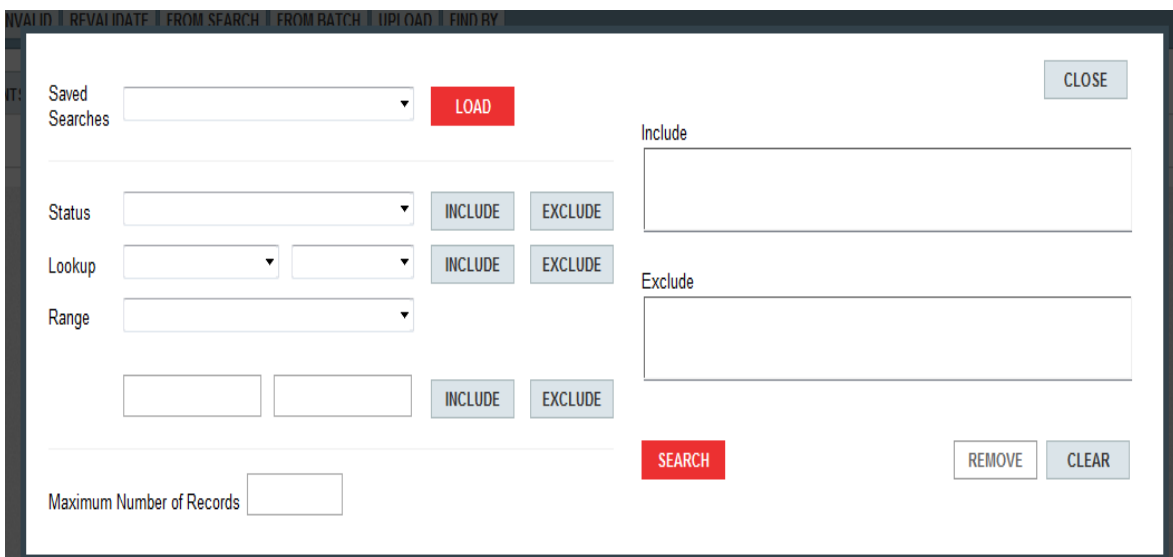 REVALIDATE FROM SEARCH FROM BATCH UPLOAD FIND BY
CLOSE
Saved
Searches
LOAD
Include
Status
INCLUDE EXCLUDE
Lookup
INCLUDE EXCLUDE
Exclude
Range
INCLUDE EXCLUDE
SEARCH REMOVE CLEAR
Maximum Number of Records